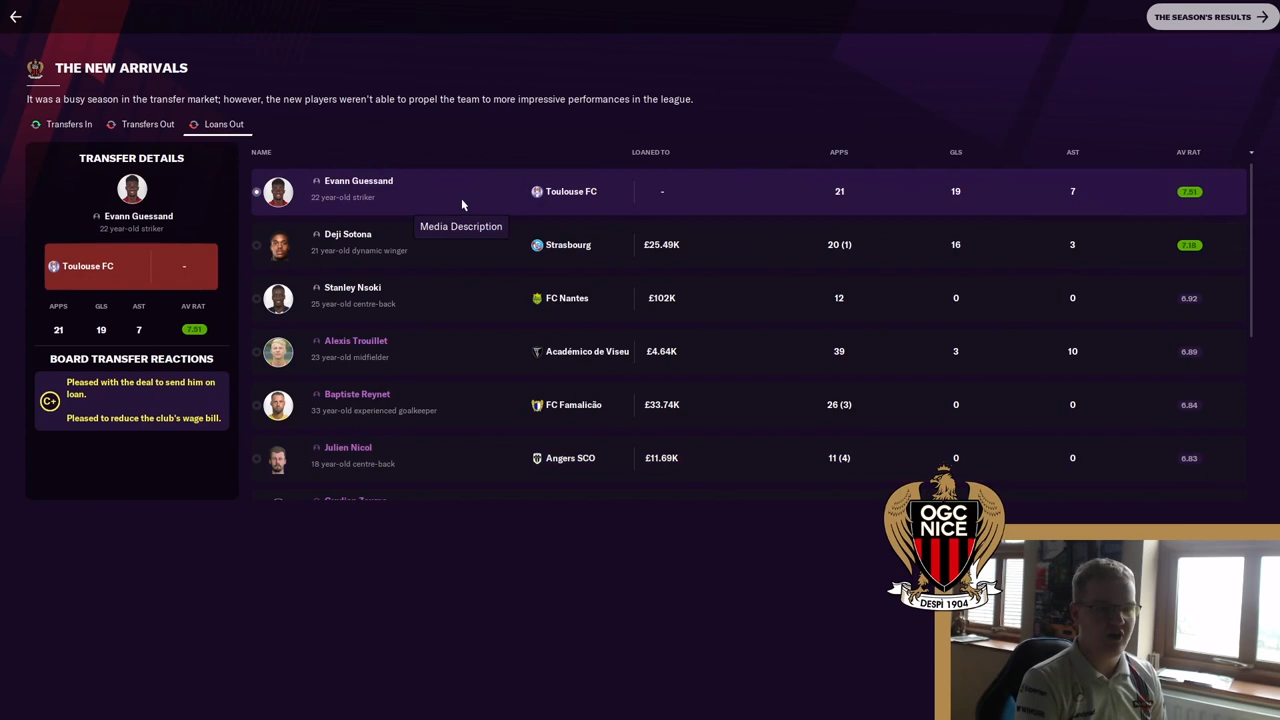 THE SEASON'S RESULTS
THE NEW ARRIVALS
It was a busy season in the transfer market; however, the new players weren't able to propel the team to more impressive performances in the league.
Transfers In Transfers Out Loans Out
TRANSFER DETAILS
Evann Guessand
22 year-old striker
Toulouse FC -
APPS GLS AST AV RAT
21 19 7 7.51
BOARD TRANSFER REACTIONS
C+
Pleased with the deal to send him on
loan.
Pleased to reduce the club's wage bill.
NAME LOANED TO APPS GLS AST AV RAT
Evann Guessand
22 year-old striker
Toulouse FC - 21 19 7 7.51
Media Description
Deji Sotona
21 year-old dynamic winger
Strasbourg £25.49K 20 (1) 16 3 7.18
Stanley Nsoki
25 year-old centre-back
FC Nantes £102K 12 0 0 6.92
Alexis Trouillet
23 year-old midfielder
Académico de Viseu £4.64K 39 3 10 6.89
Baptiste Reynet
33 year-old experienced goalkeeper
FC Famalicão £33.74K 26 (3) 0 0 6.84
Julien Nicol
18 year-old centre-back
Angers SCO £11.69K 11 (4) 0 0 6.83
OGC
NICE
DESPÌ 1904